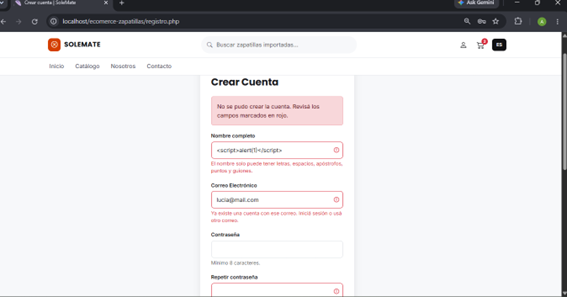 Crear cuenta | SoleMate
Ask Gemini
localhost/ecomerce-zapatillas/registro.php
SOLEMATE
Buscar zapatillas importadas...
Inicio
Catálogo
Nosotros
Contacto
Crear Cuenta
No se pudo crear la cuenta. Revisá los
campos marcados en rojo.
Nombre completo
<script>alert(1)</script>
El nombre solo puede tener letras, espacios, apóstrofes,
puntos y guiones.
Correo Electrónico
lucia@mail.com
Ya existe una cuenta con ese correo. Iniciá sesión o usá
otro correo.
Contraseña
Mínimo 8 caracteres.
Repetir contraseña